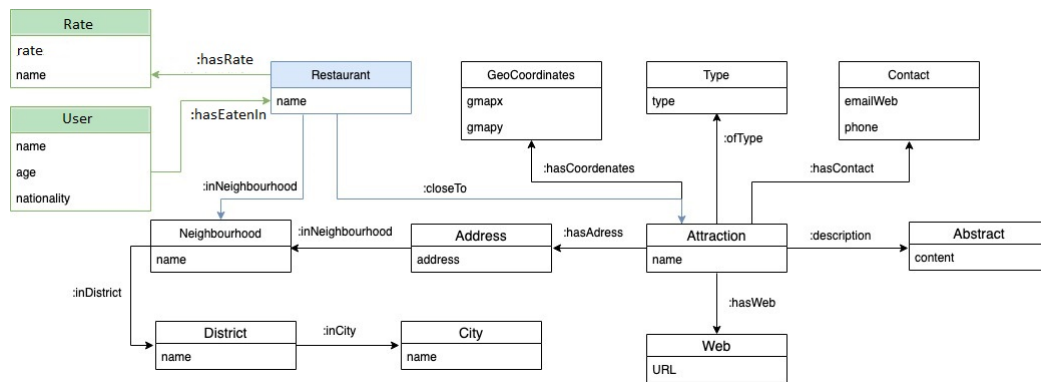 Rate
rate
name
:hasRate
User
name
age
nationality
:hasEatenIn
Restaurant
name
GeoCoordinates
gmapx
gmapy
Type
type
Contact
emailWeb
phone
:ofType
:hasCoordenates
:hasContact
:inNeighbourhood
:closeTo
Neighbourhood
name
:inNeighbourhood
Address
address
:hasAdress
Attraction
name
:description
Abstract
content
:inDistrict
:hasWeb
District
name
:inCity
City
name
Web
URL